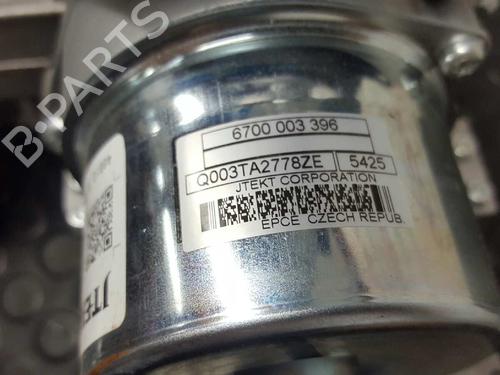 B-PARTS
6700 003 396
Q003TA2778ZE 5425
JTEKT CORPORATION
EPCE CZECH REPUB.